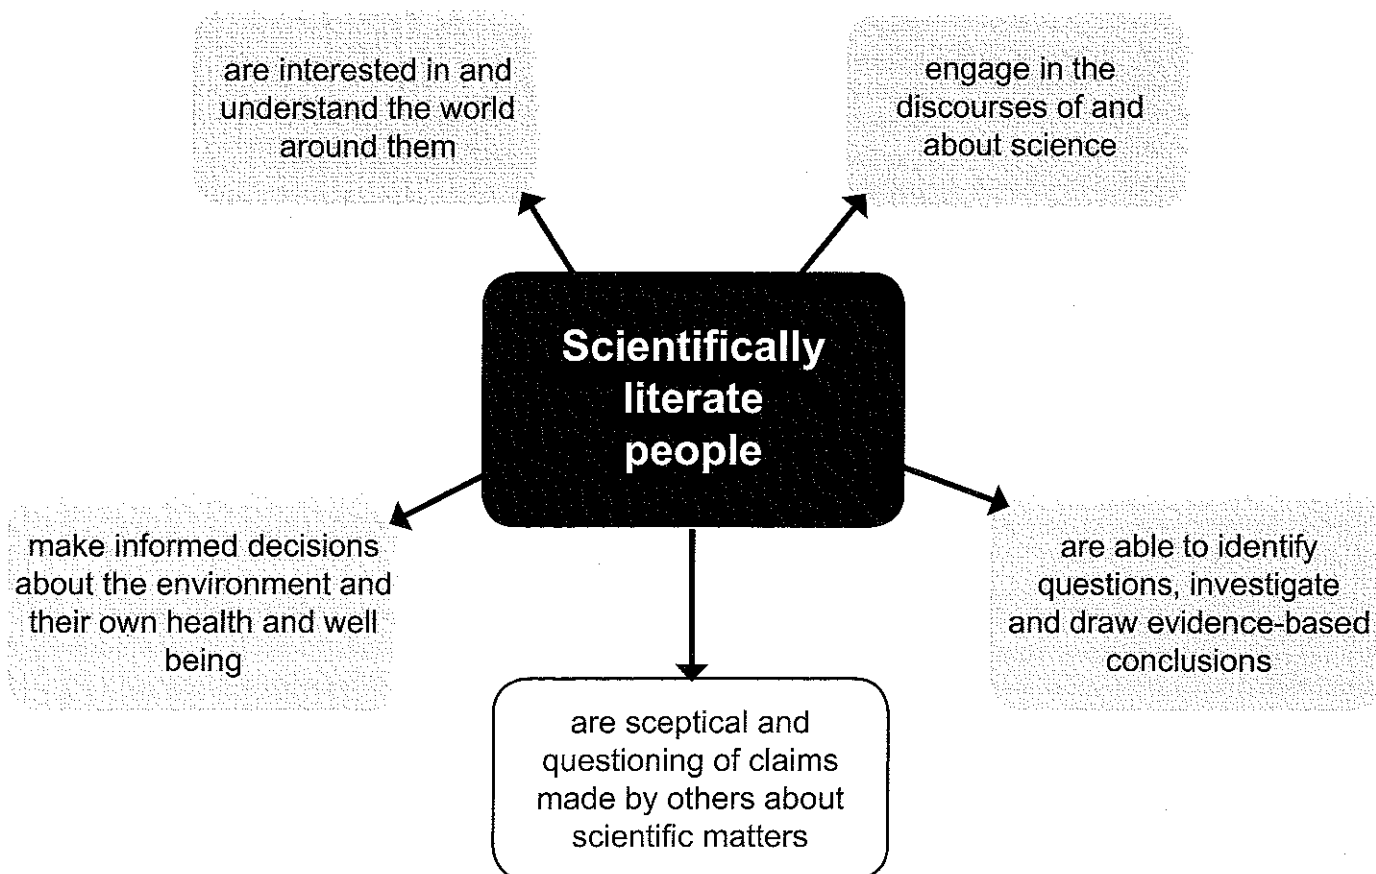 are interested in and
understand the world
around them
engage in the
discourses of and
about science
Scientifically
literate
people
make informed decisions
about the environment and
their own health and well
being
are able to identify
questions, investigate
and draw evidence-based
conclusions
are sceptical and
questioning of claims
made by others about
scientific matters